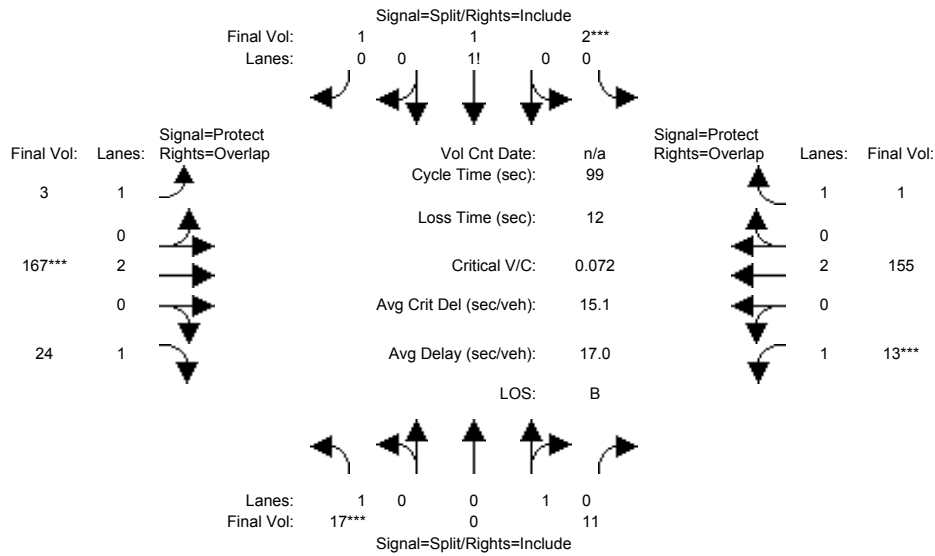 Signal=Split/Rights=Include
Final Vol: 1 1 2***
Lanes: 0 0 1! 0 0
Signal=Protect
Final Vol: Lanes: Rights=Overlap
Vol Cnt Date: n/a
Signal=Protect
Rights=Overlap Lanes: Final Vol:
Cycle Time (sec): 99
3 1
1 1
Loss Time (sec): 12
0
0
167*** 2
Critical V/C: 0.072
2 155
0
Avg Crit Del (sec/veh): 15.1
0
24 1
Avg Delay (sec/veh): 17.0
1 13***
LOS: B
Lanes: 1 0 0 1 0
Final Vol: 17*** 0 11
Signal=Split/Rights=Include